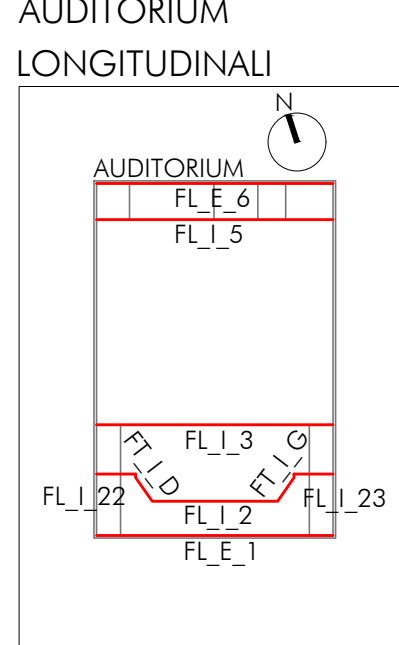 AUDITORIUM
LONGITUDINALI
N
AUDITORIUM
FL_E_6
FL_I_5
FL_I_3
FT_I_D
FT_I_G
FL_I_22
FL_I_23
FL_I_2
FL_E_1